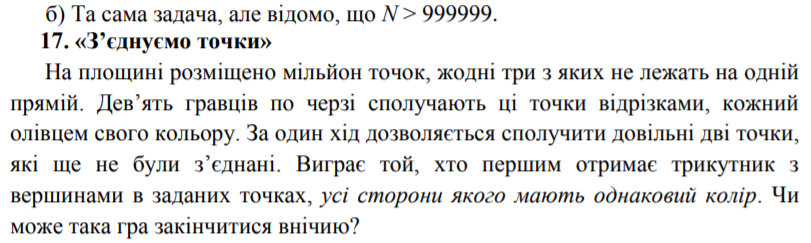 б) Та сама задача, але відомо, що N > 999999.
17. «З’єднуємо точки»
На площині розміщено мільйон точок, жодні три з яких не лежать на одній
прямій. Дев’ять гравців по черзі сполучають ці точки відрізками, кожний
олівцем свого кольору. За один хід дозволяється сполучити довільні дві точки,
які ще не були з’єднані. Виграє той, хто першим отримає трикутник з
вершинами в заданих точках, усі сторони якого мають однаковий колір. Чи
може така гра закінчитися внічию?